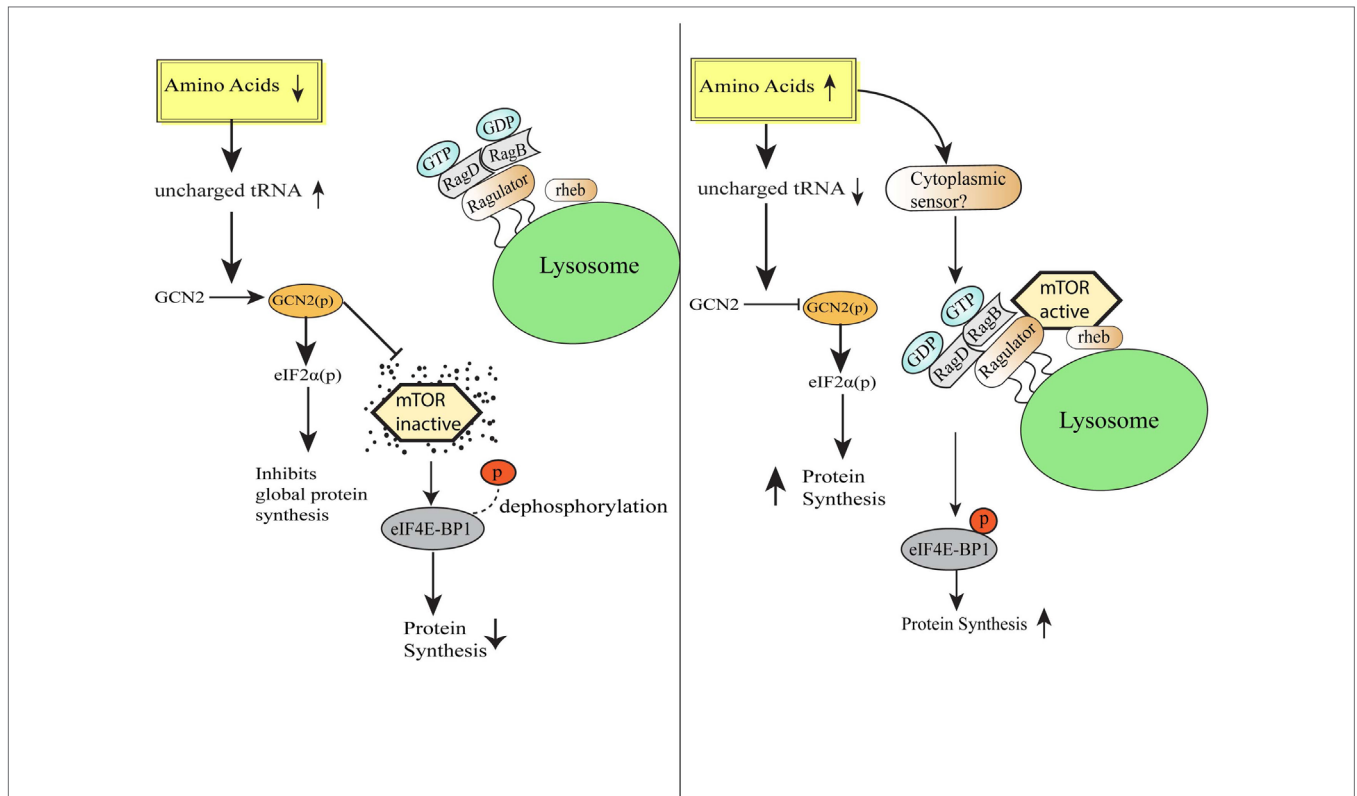 Amino Acids ↓
uncharged tRNA ↑
GCN2
GCN2(p)
eIF2α(p)
Inhibits
global protein
synthesis
GDP
GTP
RagB
RagD
Ragulator
rheb
Lysosome
mTOR
inactive
p
dephosphorylation
eIF4E-BP1
Protein
Synthesis ↓
Amino Acids ↑
uncharged tRNA ↓
Cytoplasmic
sensor?
GCN2
GCN2(p)
eIF2α(p)
↑ Protein
Synthesis
GTP
GDP
RagB
RagD
Ragulator
mTOR
active
rheb
Lysosome
p
eIF4E-BP1
Protein Synthesis ↑